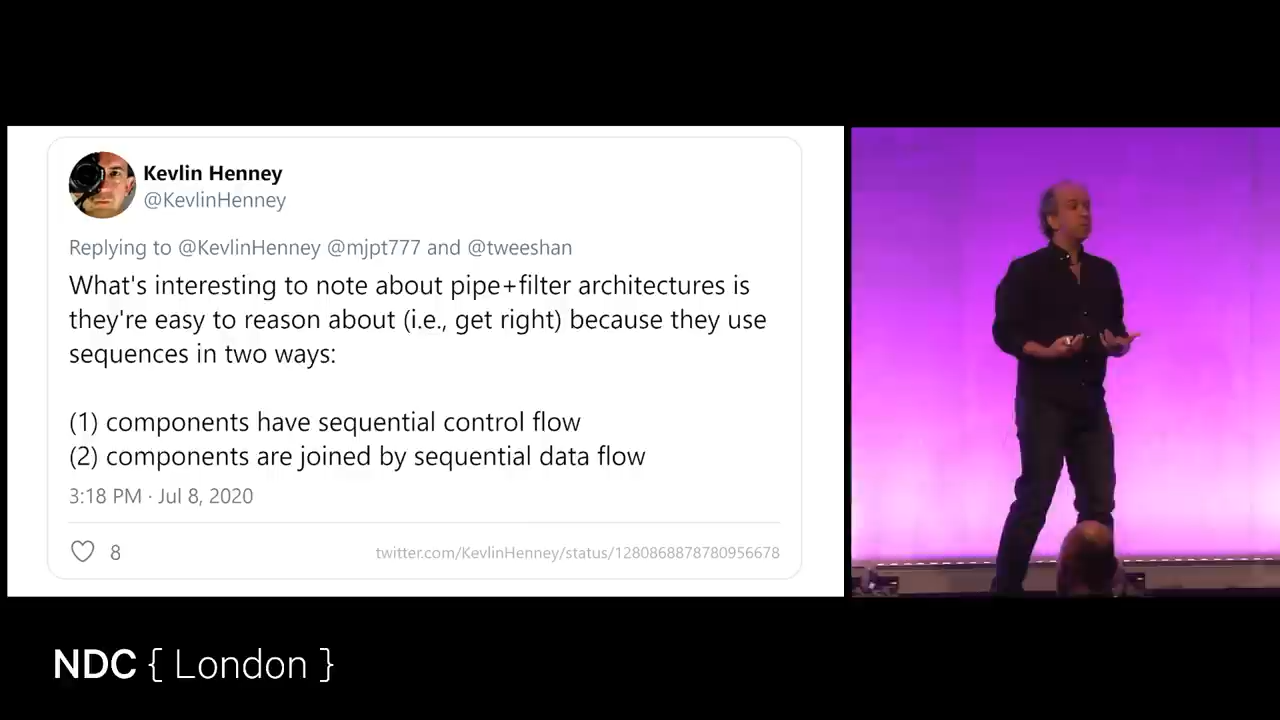 Kevlin Henney
@KevlinHenney
Replying to @KevlinHenney @mjpt777 and @tweeshan
What's interesting to note about pipe+filter architectures is
they're easy to reason about (i.e., get right) because they use
sequences in two ways:
(1) components have sequential control flow
(2) components are joined by sequential data flow
3:18 PM · Jul 8, 2020
8
twitter.com/KevlinHenney/status/1280868878780956678
NDC { London }